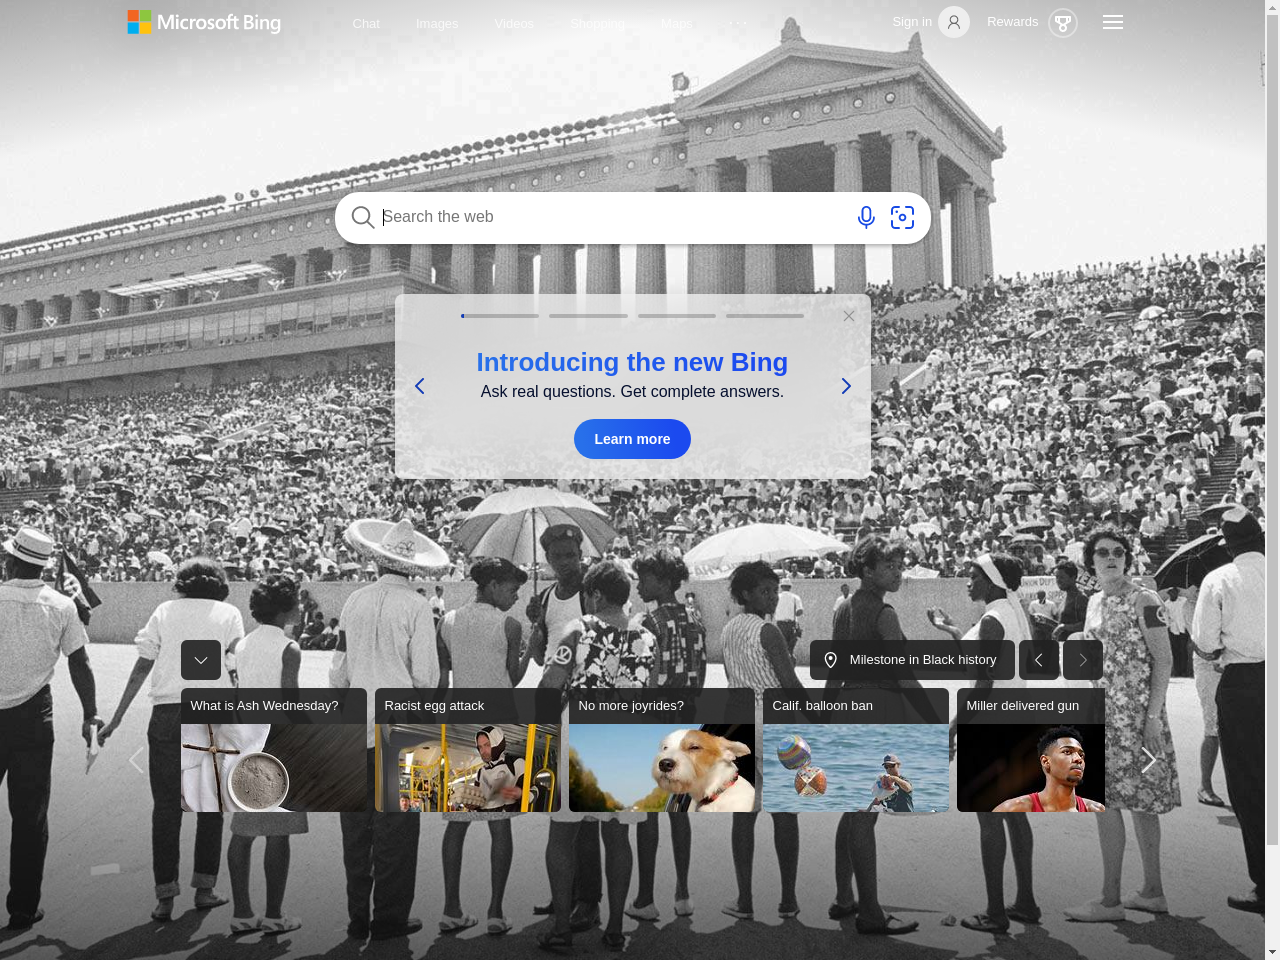 Microsoft Bing
Chat
Images
Videos
Shopping
Maps
Sign in
Rewards
Search the web
Introducing the new Bing
Ask real questions. Get complete answers.
Learn more
Milestone in Black history
What is Ash Wednesday?
Racist egg attack
No more joyrides?
Calif. balloon ban
Miller delivered gun